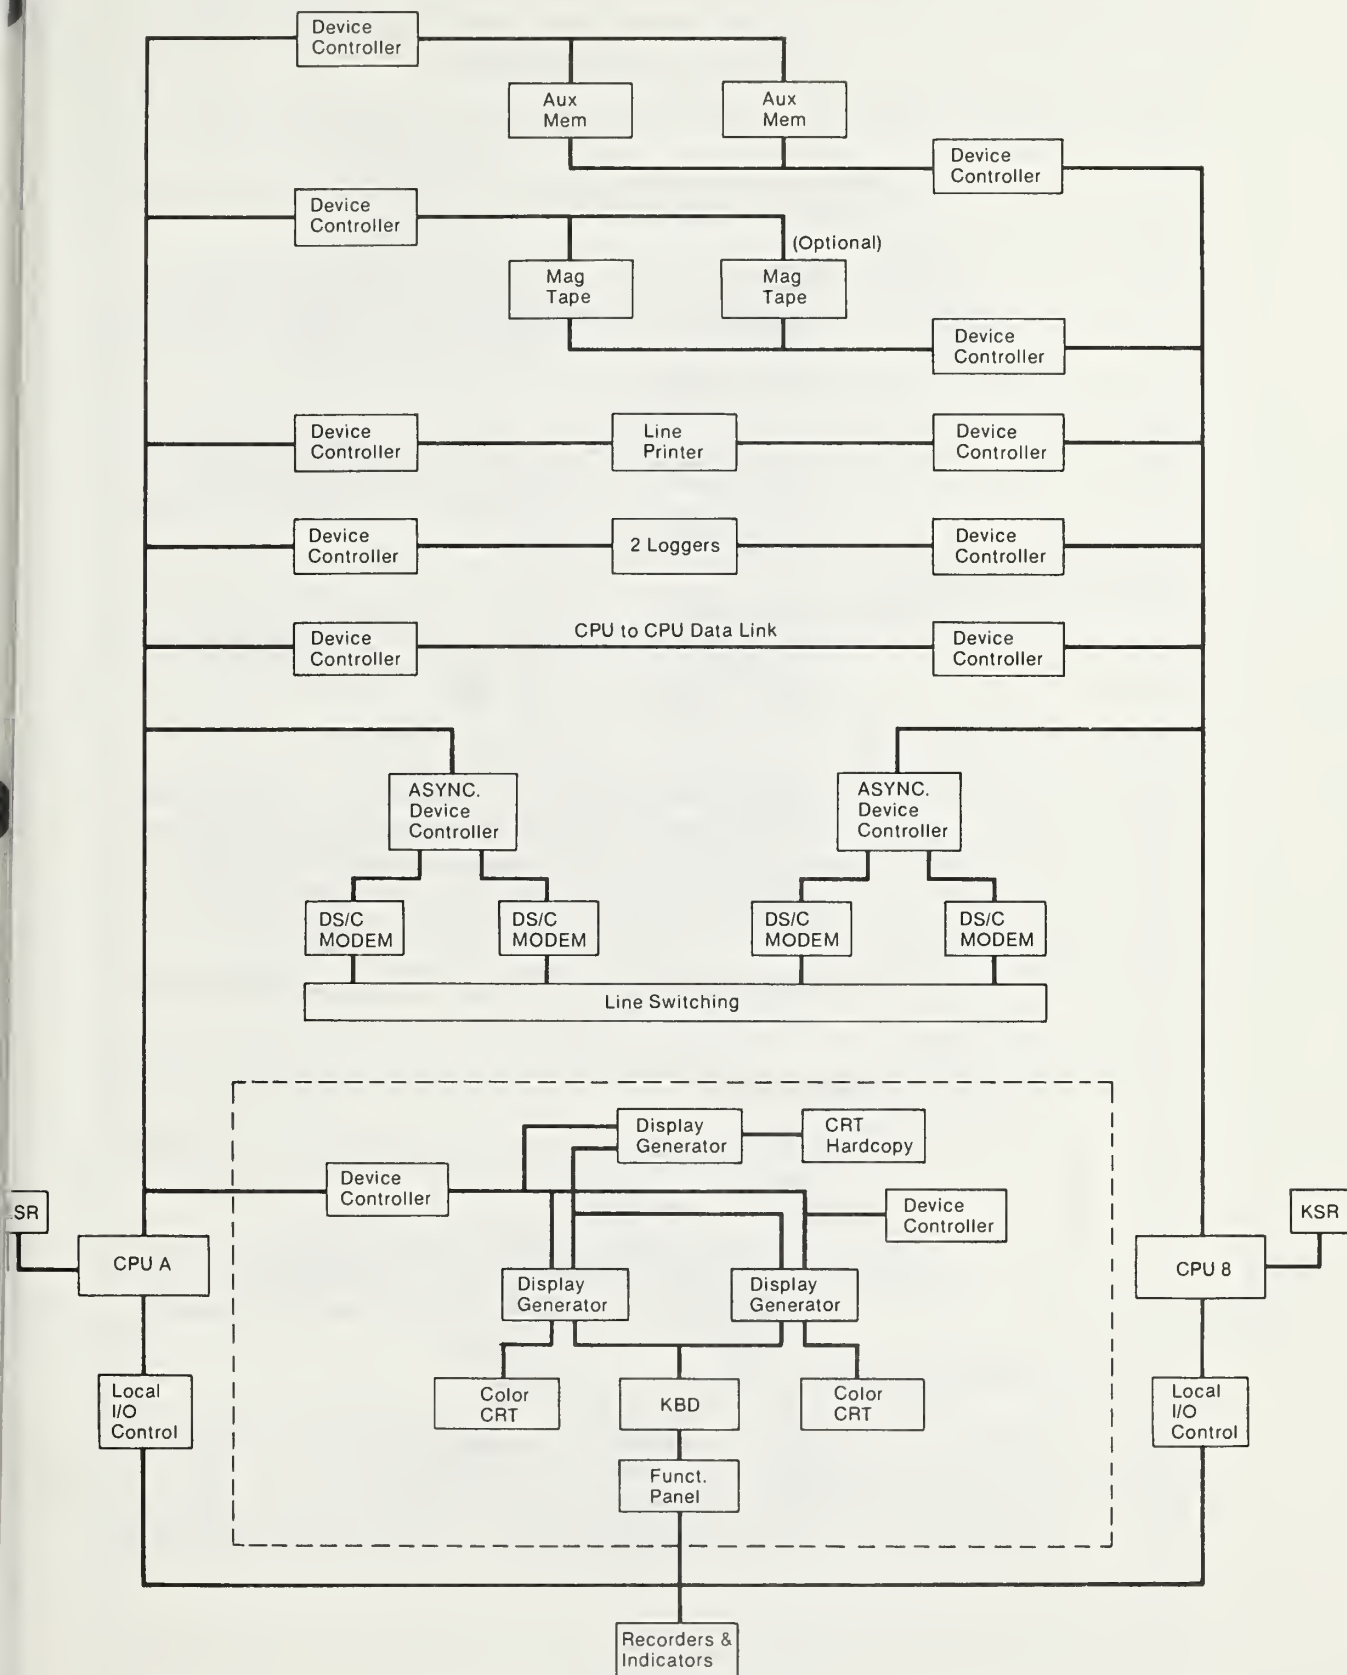 Device
Controller
Aux
Mem
Aux
Mem
Device
Controller
Device
Controller
(Optional)
Mag
Tape
Mag
Tape
Device
Controller
Device
Controller
Line
Printer
Device
Controller
Device
Controller
2 Loggers
Device
Controller
Device
Controller
CPU to CPU Data Link
Device
Controller
ASYNC.
Device
Controller
ASYNC.
Device
Controller
DS/C
MODEM
DS/C
MODEM
DS/C
MODEM
DS/C
MODEM
Line Switching
Display
Generator
CRT
Hardcopy
Device
Controller
Device
Controller
SR
KSR
CPU A
CPU 8
Display
Generator
Display
Generator
Local
I/O
Control
Color
CRT
KBD
Color
CRT
Local
I/O
Control
Funct.
Panel
Recorders &
Indicators